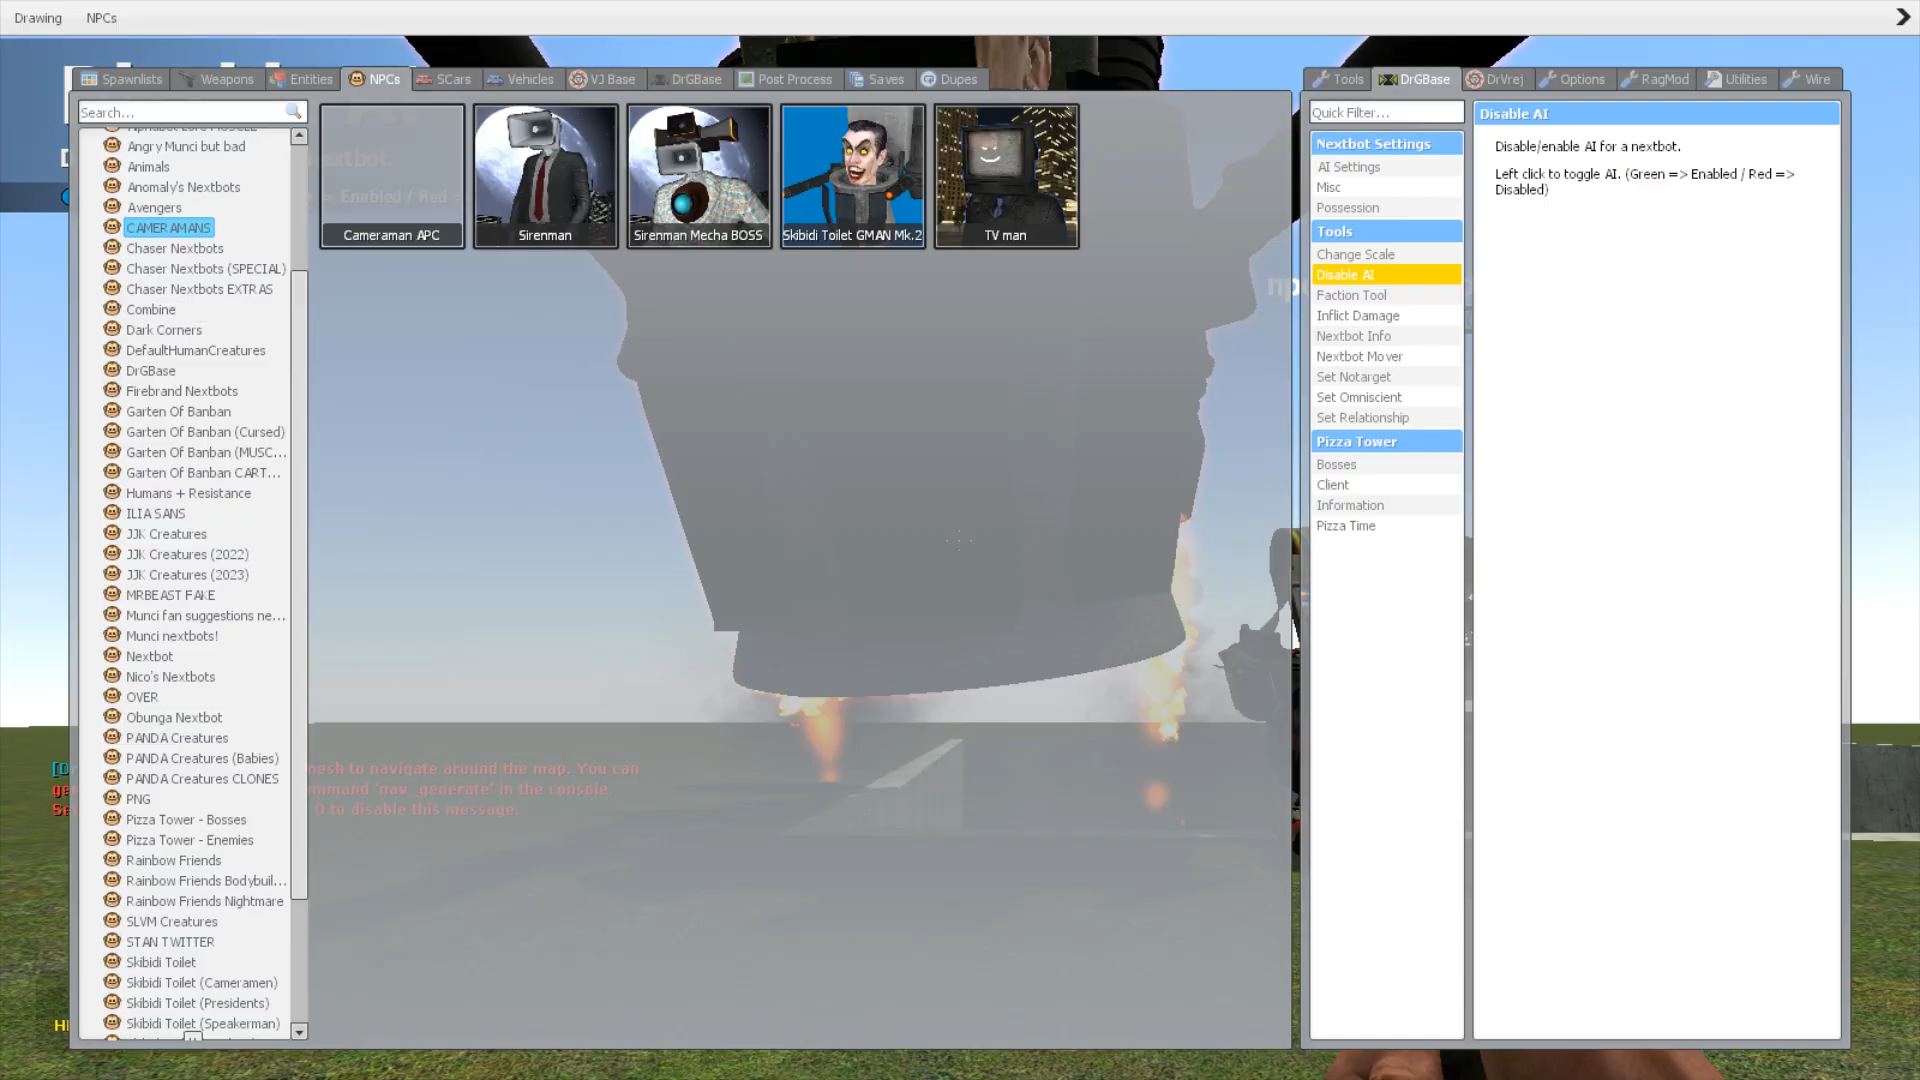 Drawing NPCs
Spawnlists Weapons Entities NPCs SCars Vehicles VJ Base DrGBase Post Process Saves Dupes
Tools DrGBase DrVrej Options RagMod Utilities Wire
Search...
Angry Munci but bad
Animals
Anomaly's Nextbots
Avengers
CAMERAMANS
Chaser Nextbots
Chaser Nextbots (SPECIAL)
Chaser Nextbots EXTRAS
Combine
Dark Corners
DefaultHumanCreatures
DrGBase
Firebrand Nextbots
Garten Of Banban
Garten Of Banban (Cursed)
Garten Of Banban (MUSC...
Garten Of Banban CART...
Humans + Resistance
ILIA SANS
JJK Creatures
JJK Creatures (2022)
JJK Creatures (2023)
MRBEAST FAKE
Munci fan suggestions ne...
Munci nextbots!
Nextbot
Nico's Nextbots
OVER
Obunga Nextbot
PANDA Creatures
PANDA Creatures (Babies)
PANDA Creatures CLONES
PNG
Pizza Tower - Bosses
Pizza Tower - Enemies
Rainbow Friends
Rainbow Friends Bodybuil...
Rainbow Friends Nightmare
SLVM Creatures
STAN TWITTER
Skibidi Toilet
Skibidi Toilet (Cameramen)
Skibidi Toilet (Presidents)
Skibidi Toilet (Speakerman)
Cameraman APC
Sirenman
Sirenman Mecha BOSS
Skibidi Toilet GMAN Mk.2
TV man
nextbot.
Enabled / Red =
mesh to navigate around the map. You can
ommand 'nav_generate' in the console.
0 to disable this message.
Quick Filter...
Nextbot Settings
AI Settings
Misc
Possession
Tools
Change Scale
Disable AI
Faction Tool
Inflict Damage
Nextbot Info
Nextbot Mover
Set Notarget
Set Omniscient
Set Relationship
Pizza Tower
Bosses
Client
Information
Pizza Time
Disable AI
Disable/enable AI for a nextbot.
Left click to toggle AI. (Green => Enabled / Red =>
Disabled)